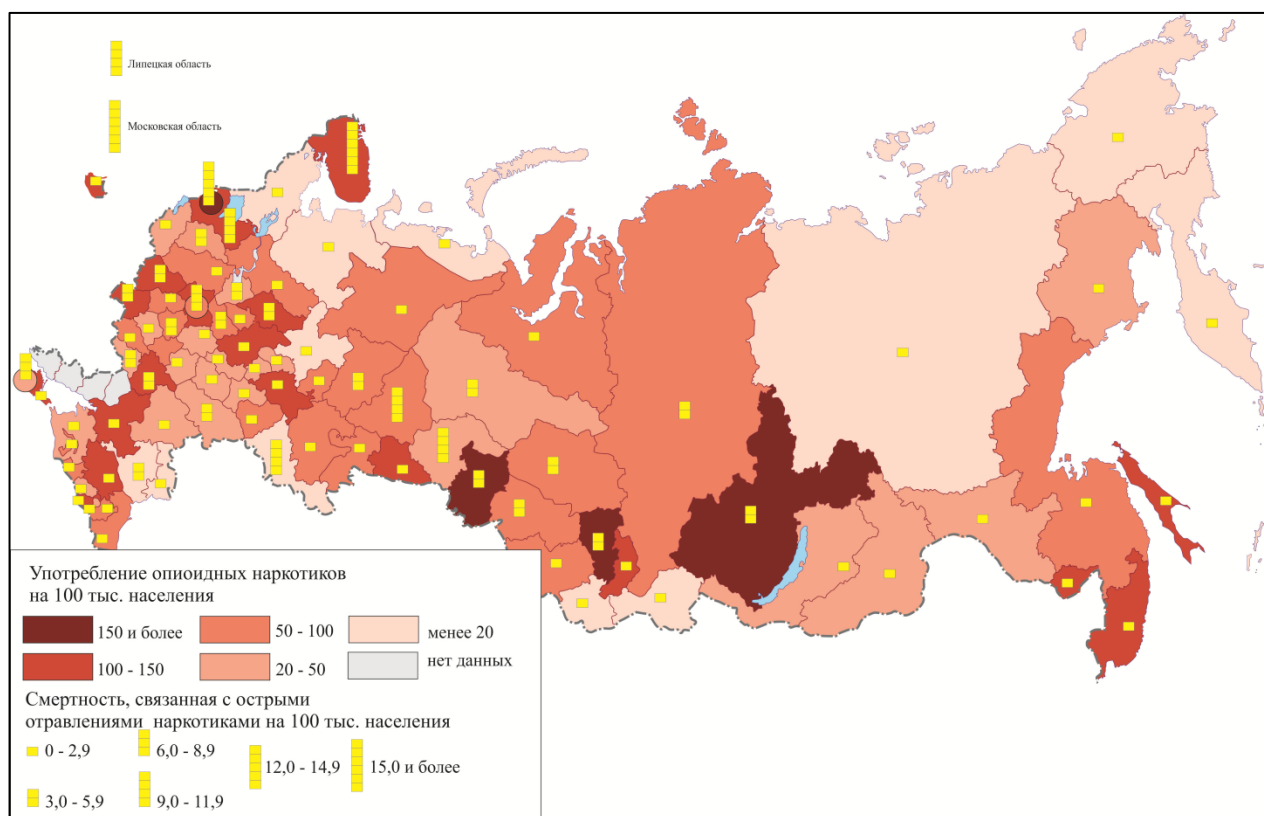 Липецкая область
Московская область
Употребление опиоидных наркотиков
на 100 тыс. населения
150 и более
50 - 100
менее 20
100 - 150
20 - 50
нет данных
Смертность, связанная с острыми
отравлениями наркотиками на 100 тыс. населения
0 - 2,9
6,0 - 8,9
12,0 - 14,9
15,0 и более
3,0 - 5,9
9,0 - 11,9